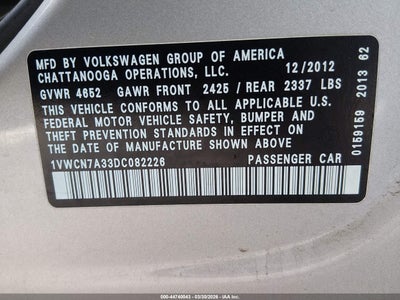 MFD BY VOLKSWAGEN GROUP OF AMERICA
CHATTANOOGA OPERATIONS, LLC. 12/2012
GVWR 4652 GAWR FRONT 2425 / REAR 2337 LBS
THIS VEHICLE CONFORMS TO ALL APPLICABLE U.S.
FEDERAL MOTOR VEHICLE SAFETY, BUMPER AND
THEFT PREVENTION STANDARDS IN EFFECT ON THE
DATE OF MANUFACTURE SHOWN ABOVE
1VWCN7A33DC082226 PASSENGER CAR
0159159 2013 62
000-44740043 - 03/30/2026 - IAA, Inc.